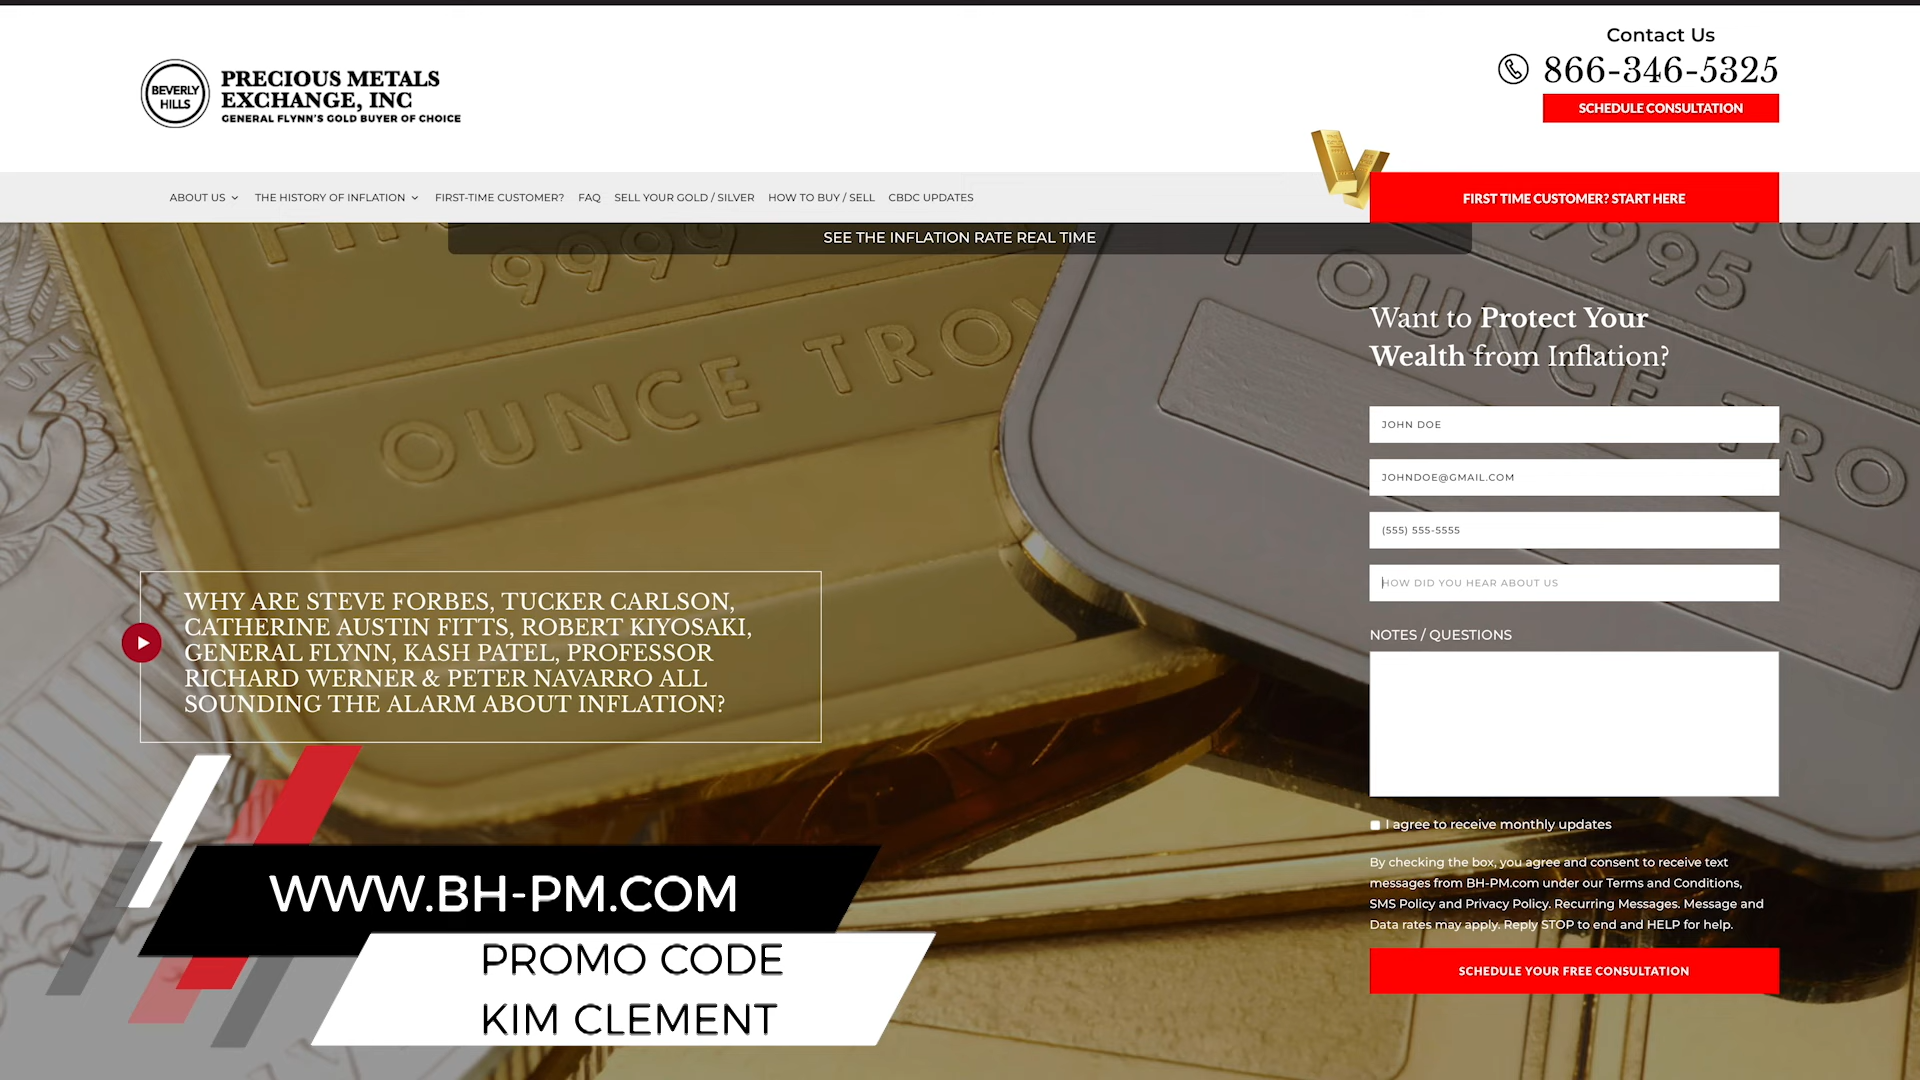 BEVERLY
HILLS
PRECIOUS METALS
EXCHANGE, INC
GENERAL FLYNN'S GOLD BUYER OF CHOICE
Contact Us
866-346-5325
SCHEDULE CONSULTATION
ABOUT US
THE HISTORY OF INFLATION
FIRST-TIME CUSTOMER?
FAQ
SELL YOUR GOLD / SILVER
HOW TO BUY / SELL
CBDC UPDATES
FIRST TIME CUSTOMER? START HERE
SEE THE INFLATION RATE REAL TIME
9999
1 OUNCE TROY
9995
1 OUNCE TROY
Want to Protect Your
Wealth from Inflation?
JOHN DOE
JOHNDOE@GMAIL.COM
(555) 555-5555
HOW DID YOU HEAR ABOUT US
NOTES / QUESTIONS
I agree to receive monthly updates
By checking the box, you agree and consent to receive text
messages from BH-PM.com under our Terms and Conditions,
SMS Policy and Privacy Policy. Recurring Messages. Message and
Data rates may apply. Reply STOP to end and HELP for help.
SCHEDULE YOUR FREE CONSULTATION
WHY ARE STEVE FORBES, TUCKER CARLSON,
CATHERINE AUSTIN FITTS, ROBERT KIYOSAKI,
GENERAL FLYNN, KASH PATEL, PROFESSOR
RICHARD WERNER & PETER NAVARRO ALL
SOUNDING THE ALARM ABOUT INFLATION?
WWW.BH-PM.COM
PROMO CODE
KIM CLEMENT